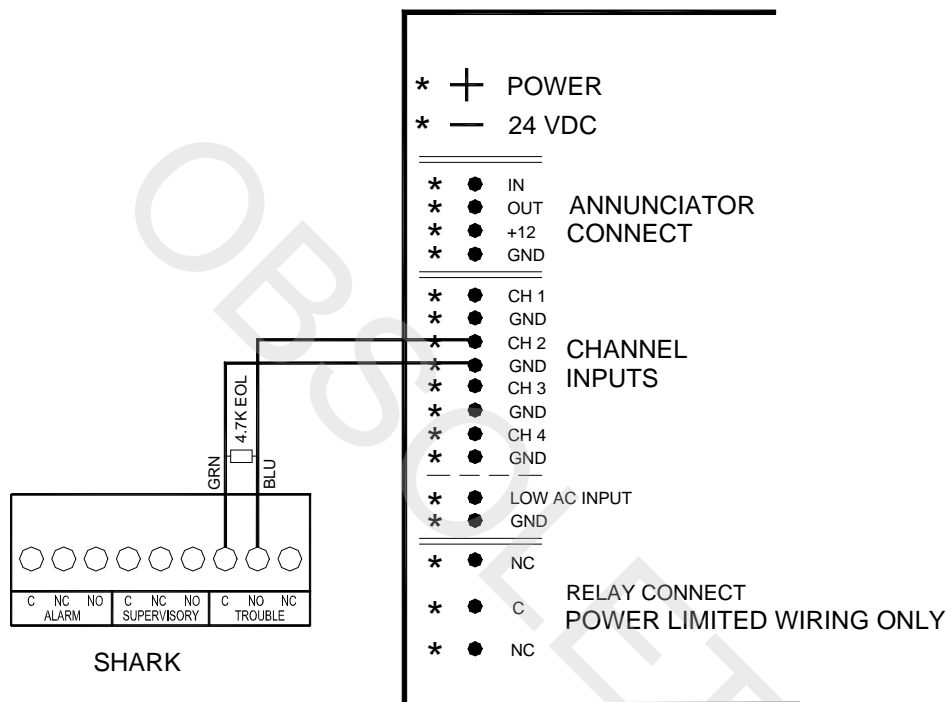 * + POWER
* — 24 VDC
* ● IN
* ● OUT
* ● +12
* ● GND
ANNUNCIATOR
CONNECT
* ● CH 1
* ● GND
* ● CH 2
* ● GND
* ● CH 3
* ● GND
* ● CH 4
* ● GND
CHANNEL
INPUTS
* ● LOW AC INPUT
* ● GND
* ● NC
* ● C
* ● NC
RELAY CONNECT
POWER LIMITED WIRING ONLY
GRN
4.7K EOL
BLU
C NC NO C NC NO C NO NC
ALARM SUPERVISORY TROUBLE
SHARK
OBSOLET